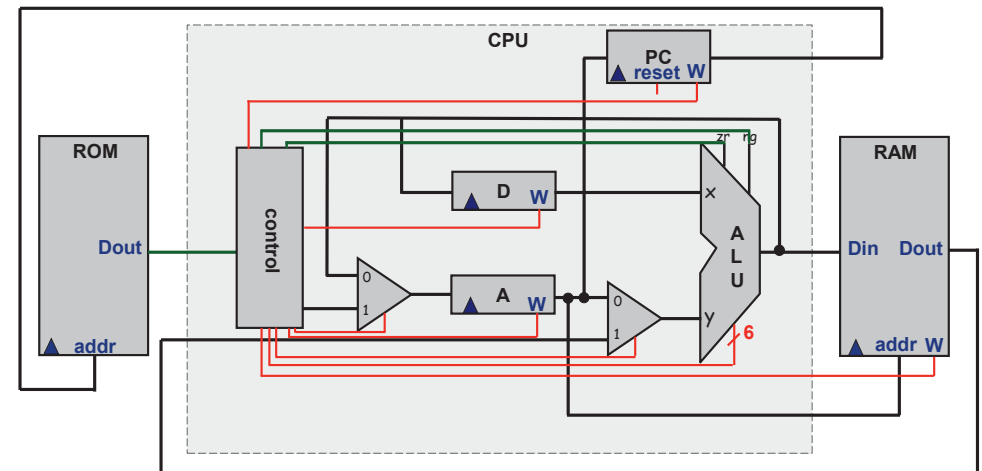 CPU
PC
reset W
ROM
zr ng
RAM
D W
x
control
A
L
U
Dout
Din Dout
0
1
A W
0
1
y
6
addr
addr W